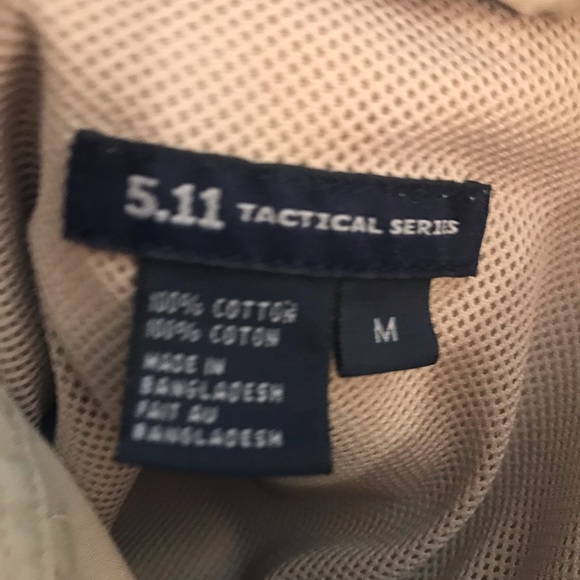 5.11 TACTICAL SERIES
M
100% COTTON
100% COTON
MADE IN
BANGLADESH
FAIT AU
BANGLADESH